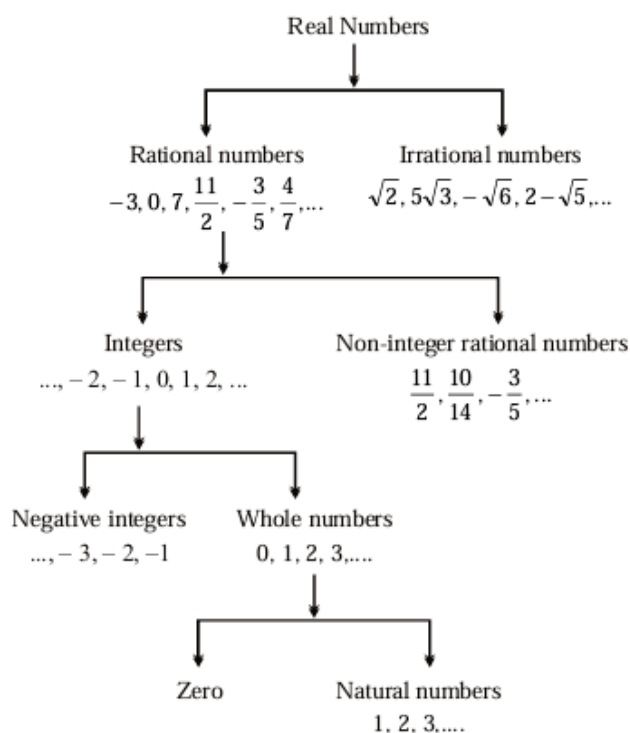 Real Numbers
Rational numbers
Irrational numbers
−3, 0, 7, 11/2, −3/5, 4/7,...
√2, 5√3, −√6, 2−√5,...
Integers
Non-integer rational numbers
..., −2, −1, 0, 1, 2, ...
11/2, 10/14, −3/5,...
Negative integers
Whole numbers
..., −3, −2, −1
0, 1, 2, 3,....
Zero
Natural numbers
1, 2, 3,....